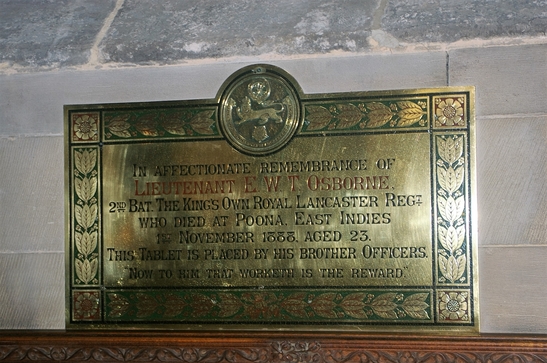 IN AFFECTIONATE REMEMBRANCE OF
LIEUTENANT E. W. T. OSBORNE.
2ND BAT. THE KING'S OWN ROYAL LANCASTER REGT
WHO DIED AT POONA, EAST INDIES
1ST NOVEMBER 1888, AGED 23.
THIS TABLET IS PLACED BY HIS BROTHER OFFICERS.
"NOW TO HIM THAT WORKETH IS THE REWARD."